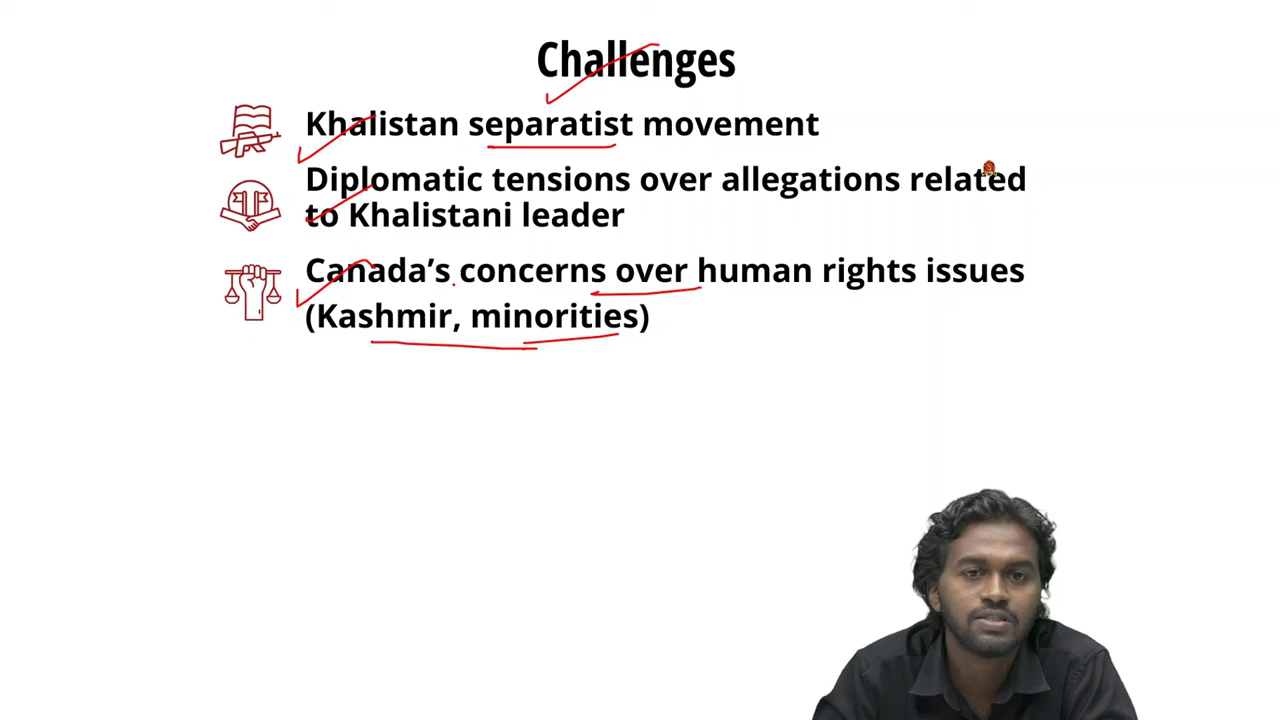 Challenges
Khalistan separatist movement
Diplomatic tensions over allegations related
to Khalistani leader
Canada’s concerns over human rights issues
(Kashmir, minorities)